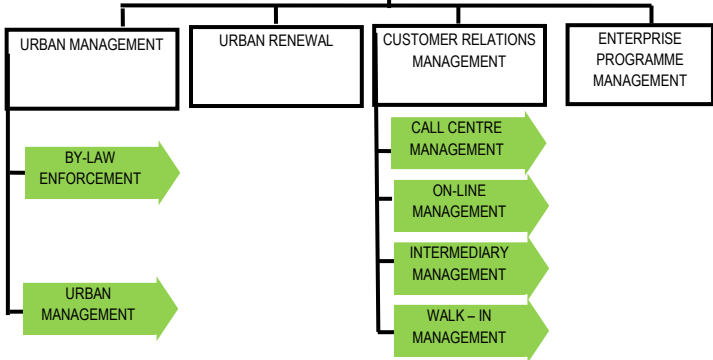 URBAN MANAGEMENT
URBAN RENEWAL
CUSTOMER RELATIONS
MANAGEMENT
ENTERPRISE
PROGRAMME
MANAGEMENT
BY-LAW
ENFORCEMENT
URBAN
MANAGEMENT
CALL CENTRE
MANAGEMENT
ON-LINE
MANAGEMENT
INTERMEDIARY
MANAGEMENT
WALK – IN
MANAGEMENT